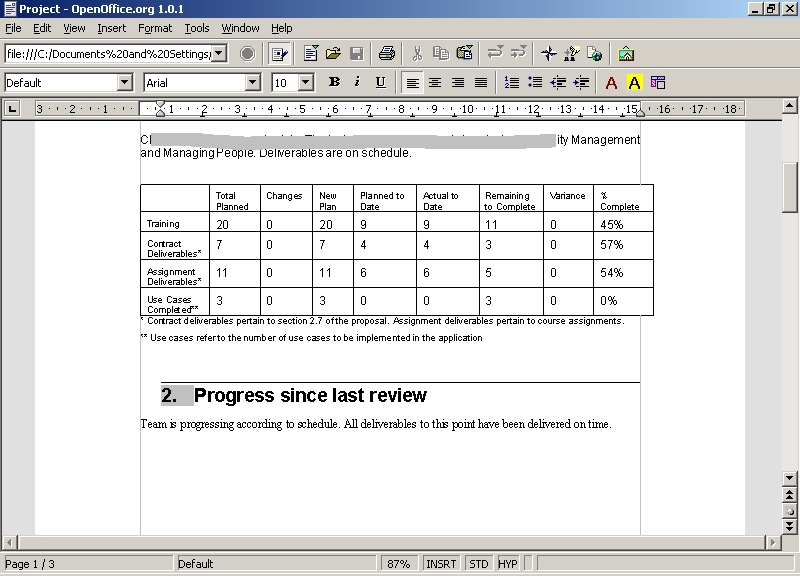 Project - OpenOffice.org 1.0.1
File Edit View Insert Format Tools Window Help
file:///C:/Documents%20and%20Settings/
Default Arial 10 B i U A A
3 2 1 1 2 3 4 5 6 7 8 9 10 11 12 13 14 15 16 17 18
ity Management
and Managing People. Deliverables are on schedule.
Total Planned Changes New Plan Planned to Date Actual to Date Remaining to Complete Variance % Complete
Training 20 0 20 9 9 11 0 45%
Contract Deliverables* 7 0 7 4 4 3 0 57%
Assignment Deliverables* 11 0 11 6 6 5 0 54%
Use Cases Completed** 3 0 3 0 0 3 0 0%
* Contract deliverables pertain to section 2.7 of the proposal. Assignment deliverables pertain to course assignments.
** Use cases refer to the number of use cases to be implemented in the application
2. Progress since last review
Team is progressing according to schedule. All deliverables to this point have been delivered on time.
Page 1 / 3 Default 87% INSRT STD HYP